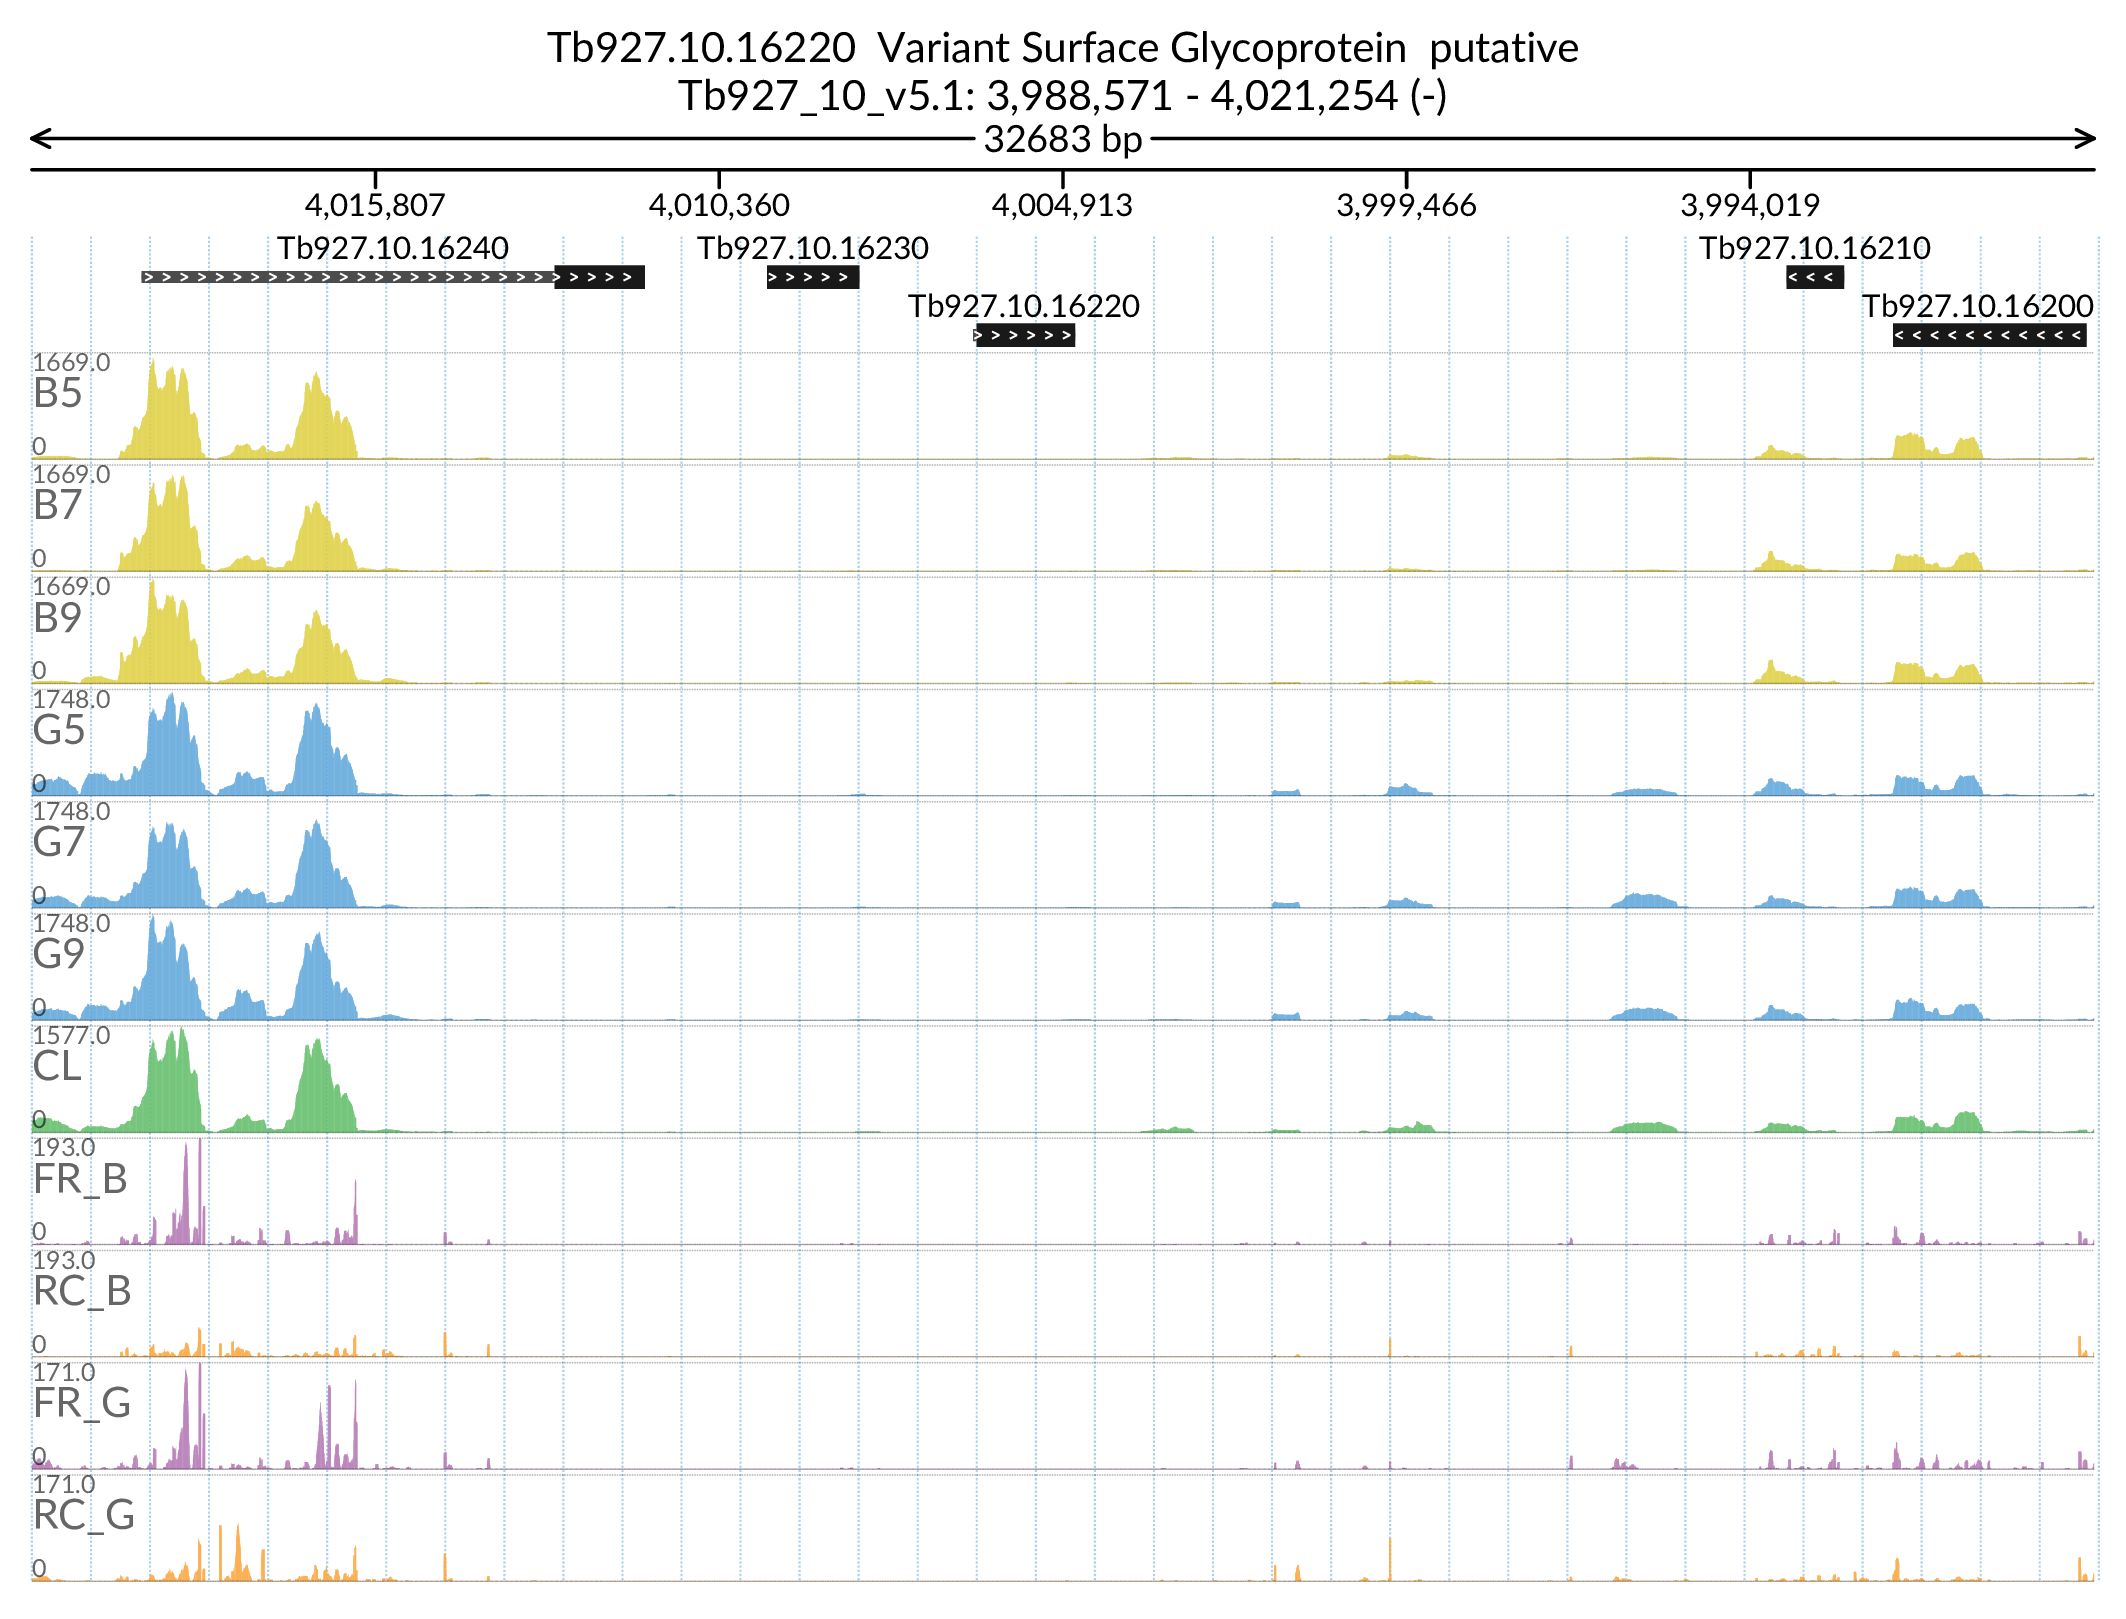 Tb927.10.16220  Variant Surface Glycoprotein  putative
Tb927_10_v5.1: 3,988,571 - 4,021,254 (-)
32683 bp
4,015,807 4,010,360 4,004,913 3,999,466 3,994,019
Tb927.10.16240 Tb927.10.16230 Tb927.10.16210
Tb927.10.16220 Tb927.10.16200
1669.0
B5
0
1669.0
B7
0
1669.0
B9
0
1748.0
G5
0
1748.0
G7
0
1748.0
G9
0
1577.0
CL
0
193.0
FR_B
0
193.0
RC_B
0
171.0
FR_G
0
171.0
RC_G
0